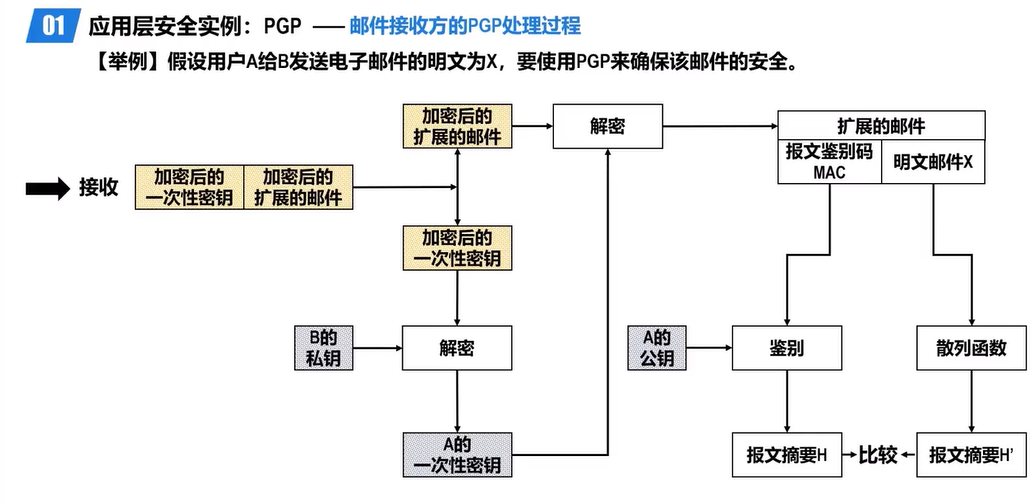 01 应用层安全实例：PGP —— 邮件接收方的PGP处理过程
【举例】假设用户A给B发送电子邮件的明文为X，要使用PGP来确保该邮件的安全。
加密后的
扩展的邮件
解密
扩展的邮件
报文鉴别码
MAC
明文邮件X
接收
加密后的
一次性密钥
加密后的
扩展的邮件
加密后的
一次性密钥
B的
私钥
解密
A的
公钥
鉴别
散列函数
A的
一次性密钥
报文摘要H
比较
报文摘要H'